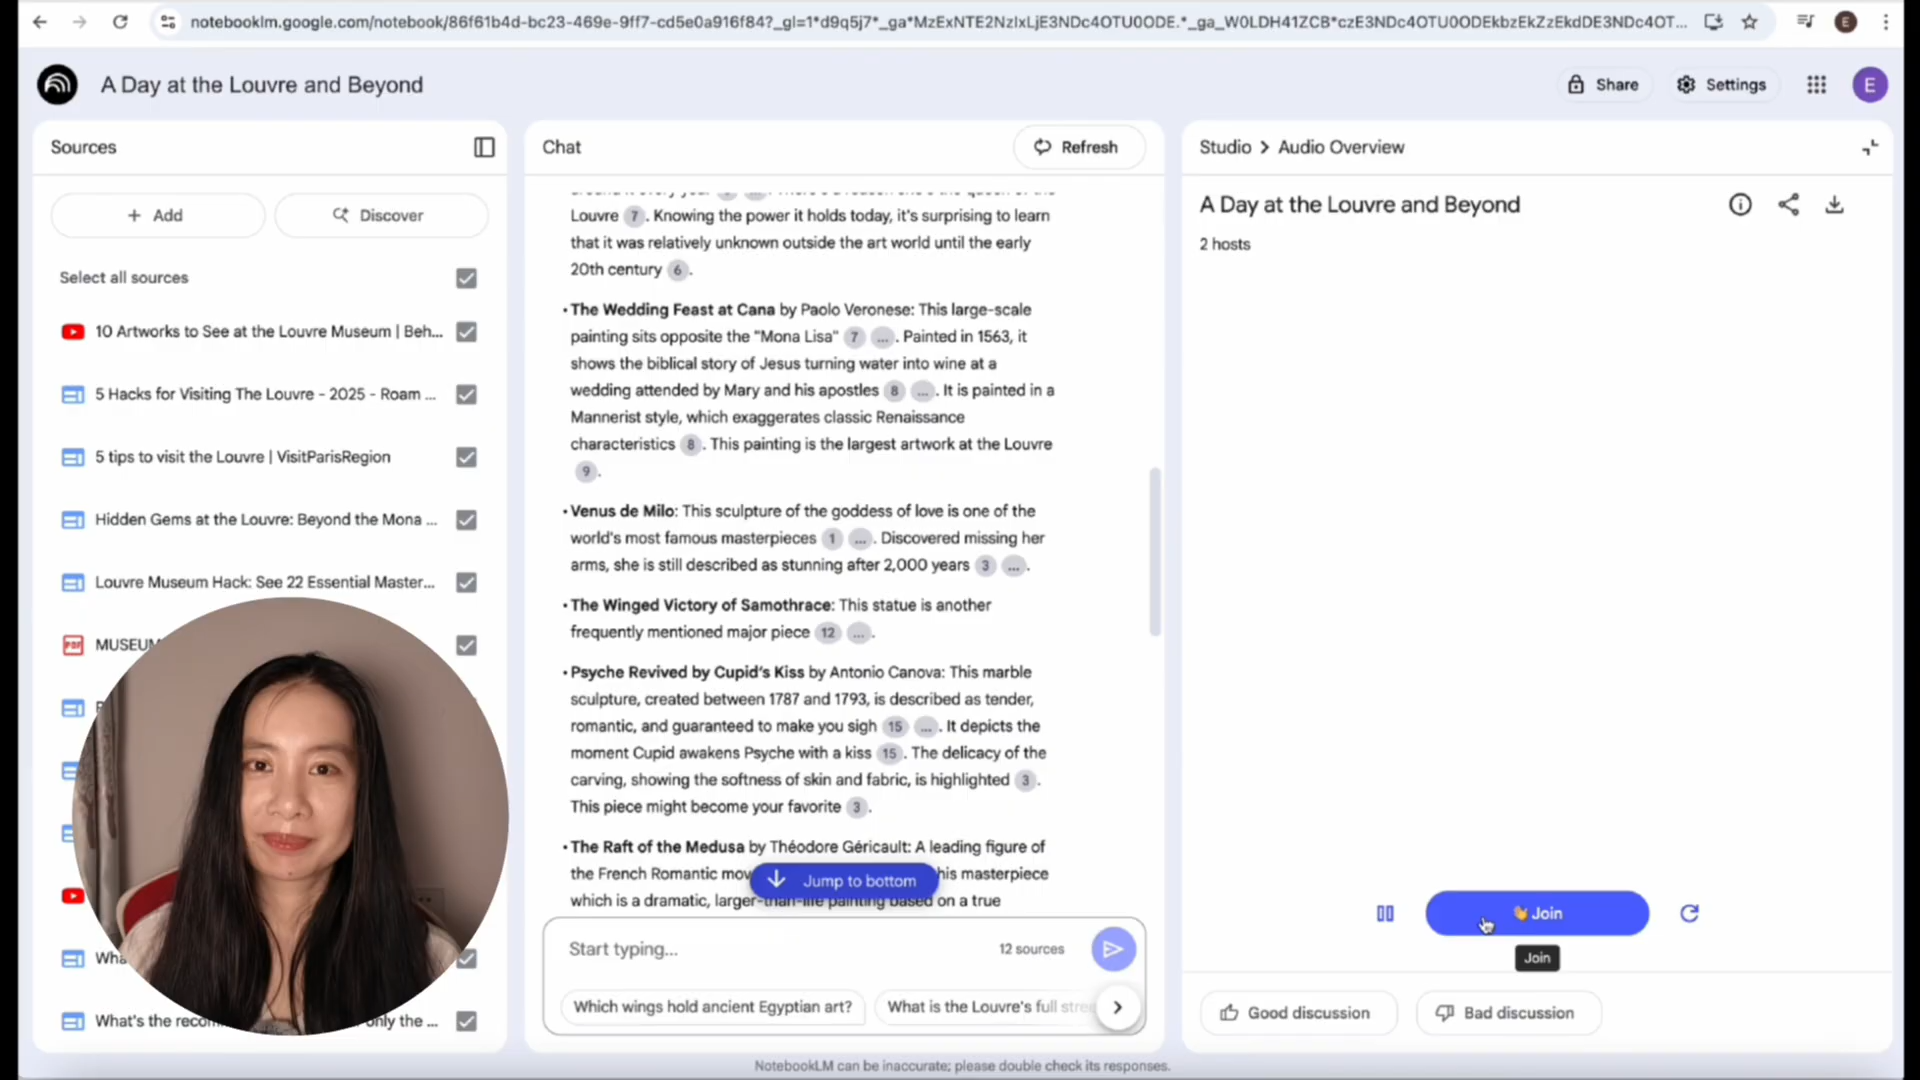 notebooklm.google.com/notebook/86f61b4d-bc23-469e-9ff7-cd5e0a916f84?_gl=1*d9q5j7*_ga*MzExNTE2NzIxLjE3NDc4OTU0ODE.*_ga_W0LDH41ZCB*czE3NDc4OTU0ODEkbzEkZzEkdDE3NDc4OT...
E
A Day at the Louvre and Beyond
Share
Settings
E
Sources
+ Add
Discover
Select all sources
10 Artworks to See at the Louvre Museum | Beh...
5 Hacks for Visiting The Louvre - 2025 - Roam ...
5 tips to visit the Louvre | VisitParisRegion
Hidden Gems at the Louvre: Beyond the Mona ...
Louvre Museum Hack: See 22 Essential Master...
PDF MUSEUM
What's the only the ...
Chat
Refresh
Louvre 7. Knowing the power it holds today, it's surprising to learn
that it was relatively unknown outside the art world until the early
20th century 6.
• The Wedding Feast at Cana by Paolo Veronese: This large-scale
painting sits opposite the "Mona Lisa" 7 ... . Painted in 1563, it
shows the biblical story of Jesus turning water into wine at a
wedding attended by Mary and his apostles 8 ... . It is painted in a
Mannerist style, which exaggerates classic Renaissance
characteristics 8. This painting is the largest artwork at the Louvre
9.
• Venus de Milo: This sculpture of the goddess of love is one of the
world's most famous masterpieces 1 ... . Discovered missing her
arms, she is still described as stunning after 2,000 years 3 ... .
• The Winged Victory of Samothrace: This statue is another
frequently mentioned major piece 12 ... .
• Psyche Revived by Cupid's Kiss by Antonio Canova: This marble
sculpture, created between 1787 and 1793, is described as tender,
romantic, and guaranteed to make you sigh 15 ... . It depicts the
moment Cupid awakens Psyche with a kiss 15. The delicacy of the
carving, showing the softness of skin and fabric, is highlighted 3.
This piece might become your favorite 3.
• The Raft of the Medusa by Théodore Géricault: A leading figure of
the French Romantic his masterpiece
which is a dramatic, larger-than-life painting based on a true
Jump to bottom
Start typing...
12 sources
Which wings hold ancient Egyptian art?
What is the Louvre's full
Studio > Audio Overview
A Day at the Louvre and Beyond
2 hosts
👋 Join
Join
Good discussion
Bad discussion
NotebookLM can be inaccurate; please double check its responses.